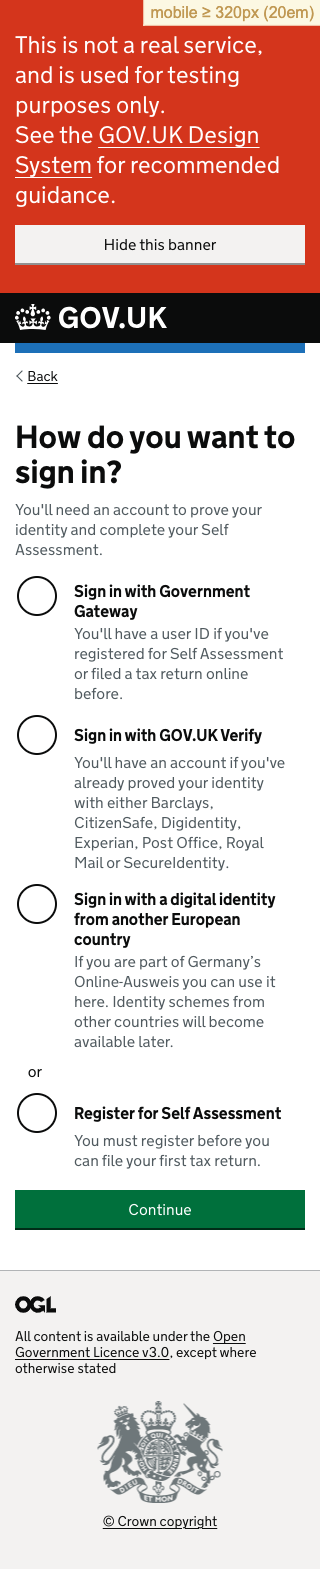 mobile ≥ 320px (20em)
This is not a real service,
and is used for testing
purposes only.
See the GOV.UK Design
System for recommended
guidance.
Hide this banner
GOV.UK
Back
How do you want to
sign in?
You'll need an account to prove your
identity and complete your Self
Assessment.
Sign in with Government
Gateway
You'll have a user ID if you've
registered for Self Assessment
or filed a tax return online
before.
Sign in with GOV.UK Verify
You'll have an account if you've
already proved your identity
with either Barclays,
CitizenSafe, Digidentity,
Experian, Post Office, Royal
Mail or SecureIdentity.
Sign in with a digital identity
from another European
country
If you are part of Germany’s
Online-Ausweis you can use it
here. Identity schemes from
other countries will become
available later.
or
Register for Self Assessment
You must register before you
can file your first tax return.
Continue
OGL
All content is available under the Open
Government Licence v3.0, except where
otherwise stated
DIEU ET MON DROIT
© Crown copyright